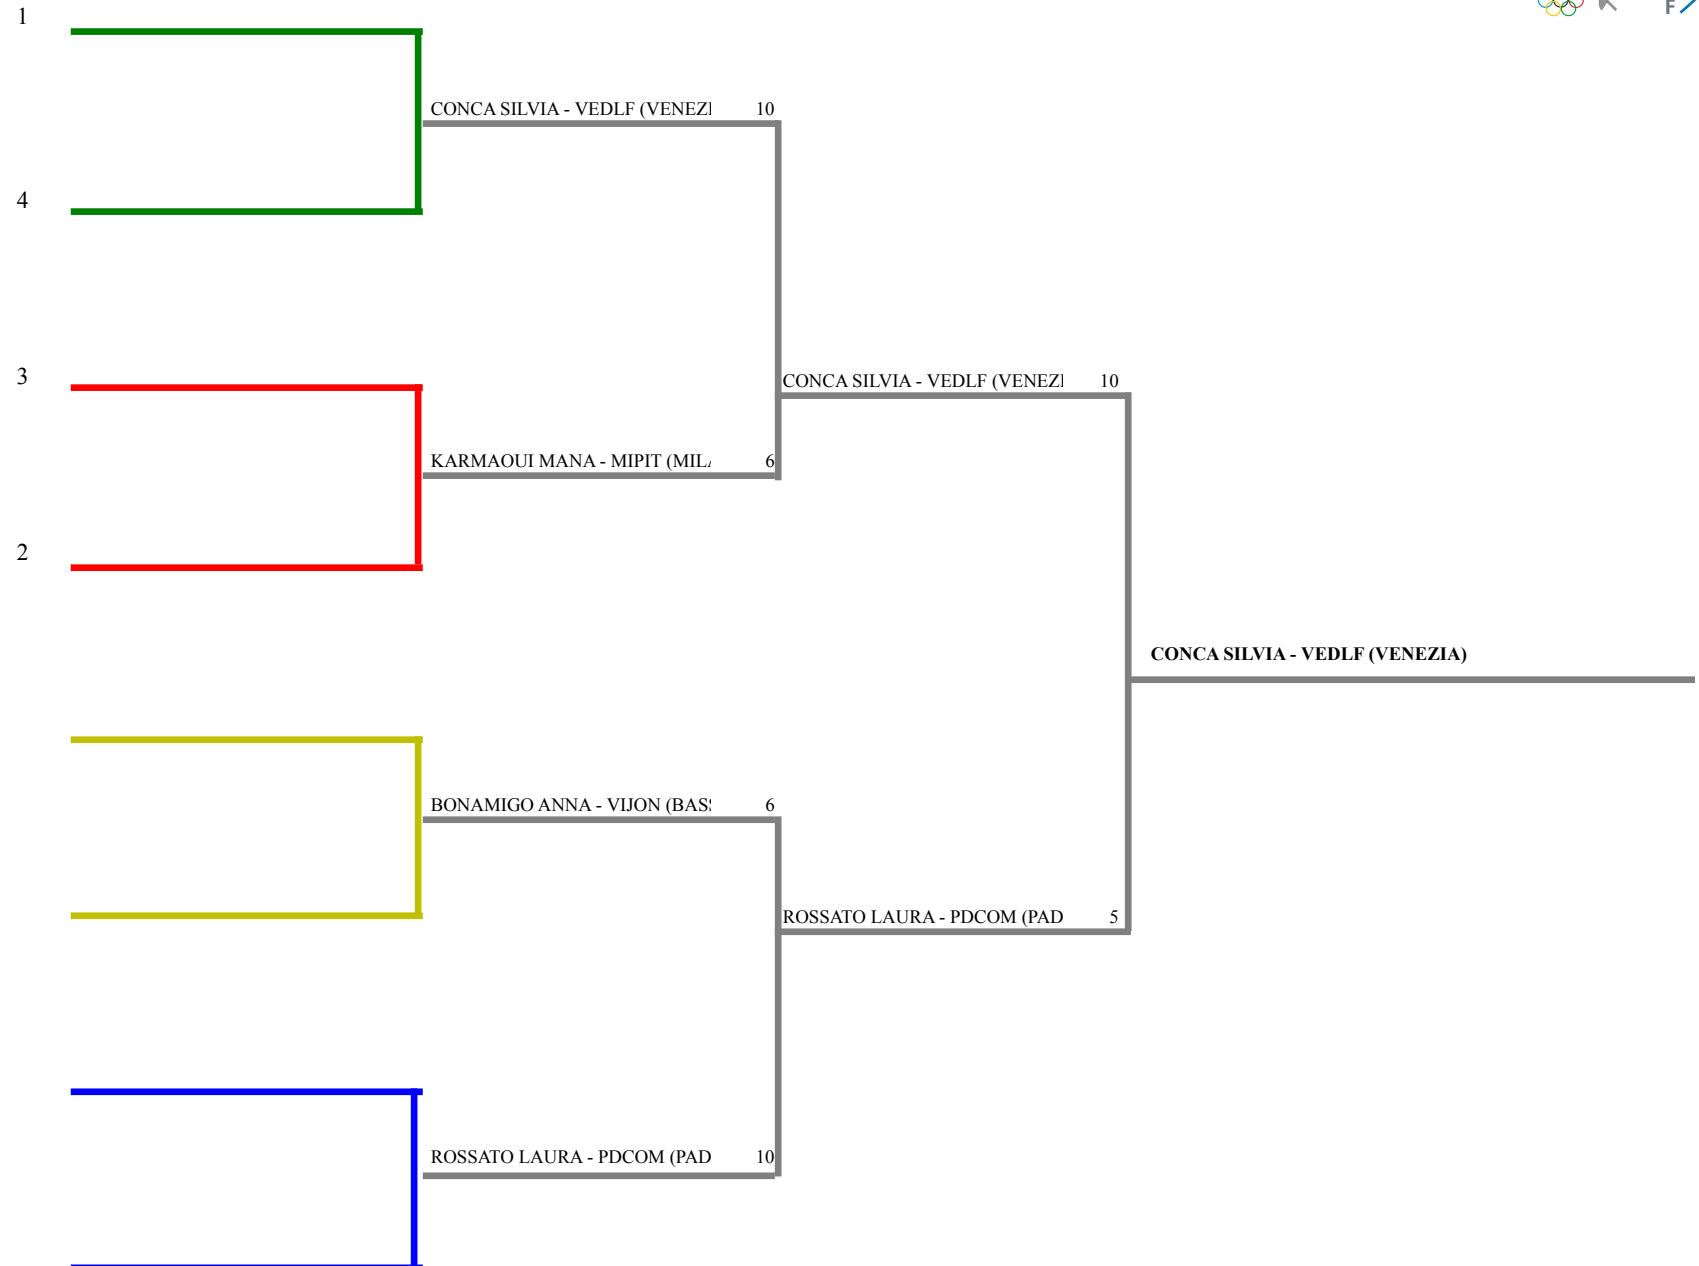 1
F
CONCA SILVIA - VEDLF (VENEZI 10
4
3
CONCA SILVIA - VEDLF (VENEZI 10
KARMAOUI MANA - MIPIT (MIL 6
2
CONCA SILVIA - VEDLF (VENEZIA)
BONAMIGO ANNA - VIJON (BAS 6
ROSSATO LAURA - PDCOM (PAD 5
ROSSATO LAURA - PDCOM (PAD 10